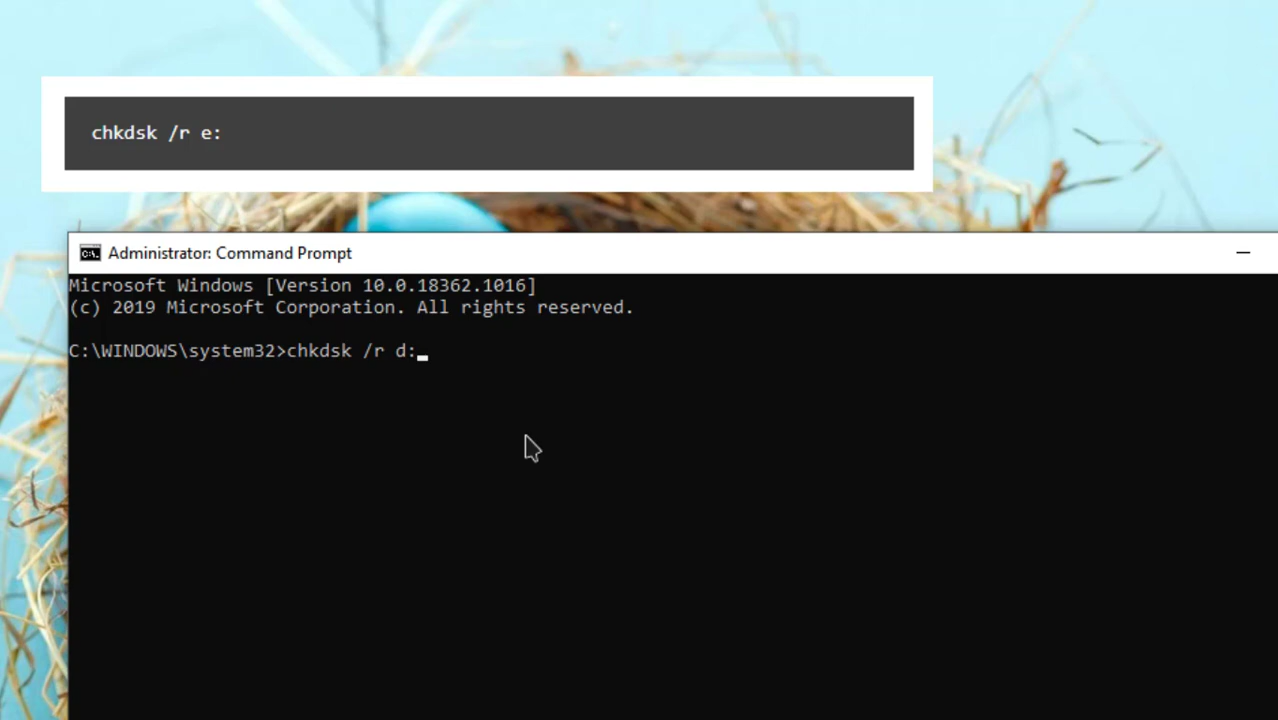 chkdsk /r e:
Administrator: Command Prompt
Microsoft Windows [Version 10.0.18362.1016]
(c) 2019 Microsoft Corporation. All rights reserved.
C:\WINDOWS\system32>chkdsk /r d: